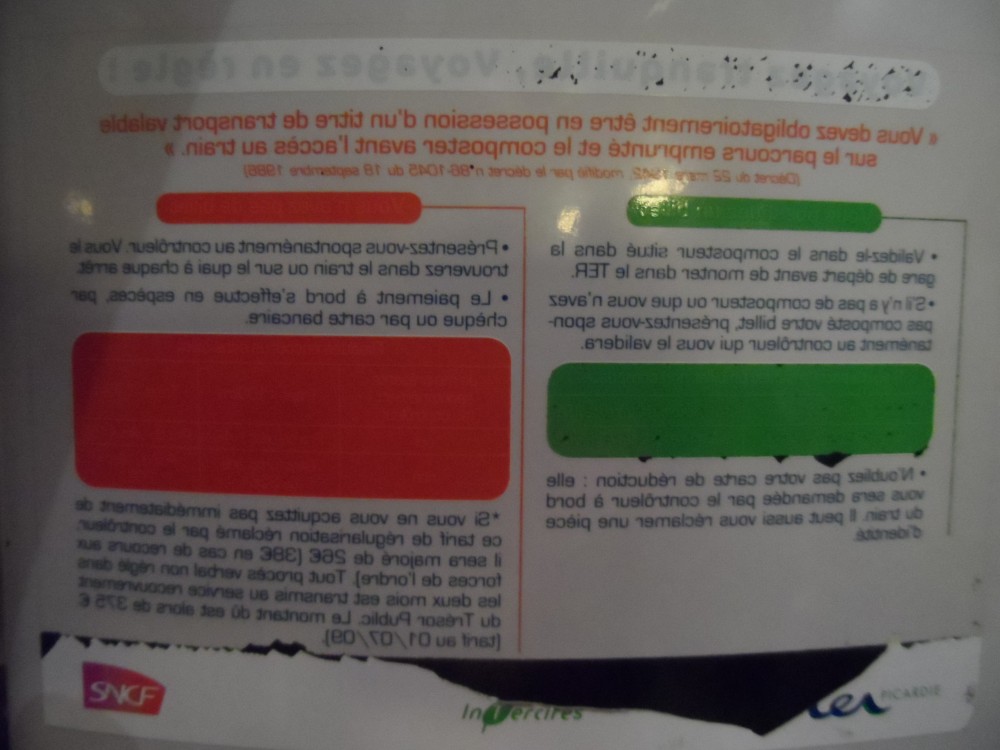 Voyagez tranquille, Voyagez en règle :
« Vous devez obligatoirement être en possession d'un titre de transport valable
sur le parcours emprunté et le composter avant l'accès au train. »
(Décret du 22 mars 1942, modifié par le décret n°86-1045 du 18 septembre 1986)
• Validez-le dans le composteur situé dans la
gare de départ avant de monter dans le TER.
• S'il n'y a pas de composteur ou que vous n'avez
pas composté votre billet, présentez-vous spon-
tanément au contrôleur qui vous le validera.
• N'oubliez pas votre carte de réduction : elle
vous sera demandée par le contrôleur à bord
du train. Il peut aussi vous réclamer une pièce
d'identité.
• Présentez-vous spontanément au contrôleur. Vous le
trouverez dans le train ou sur le quai à chaque arrêt.
• Le paiement à bord s'effectue en espèces, par
chèque ou par carte bancaire.
*Si vous ne vous acquittez pas immédiatement de
ce tarif de régularisation réclamé par le contrôleur,
il sera majoré de 26€ (38€ en cas de recours aux
forces de l'ordre). Tout procès verbal non réglé dans
les deux mois est transmis au service recouvrement
du Trésor Public. Le montant dû est alors de 375 €
(tarif au 01/07/09).
SNCF
Intercités
ter PICARDIE